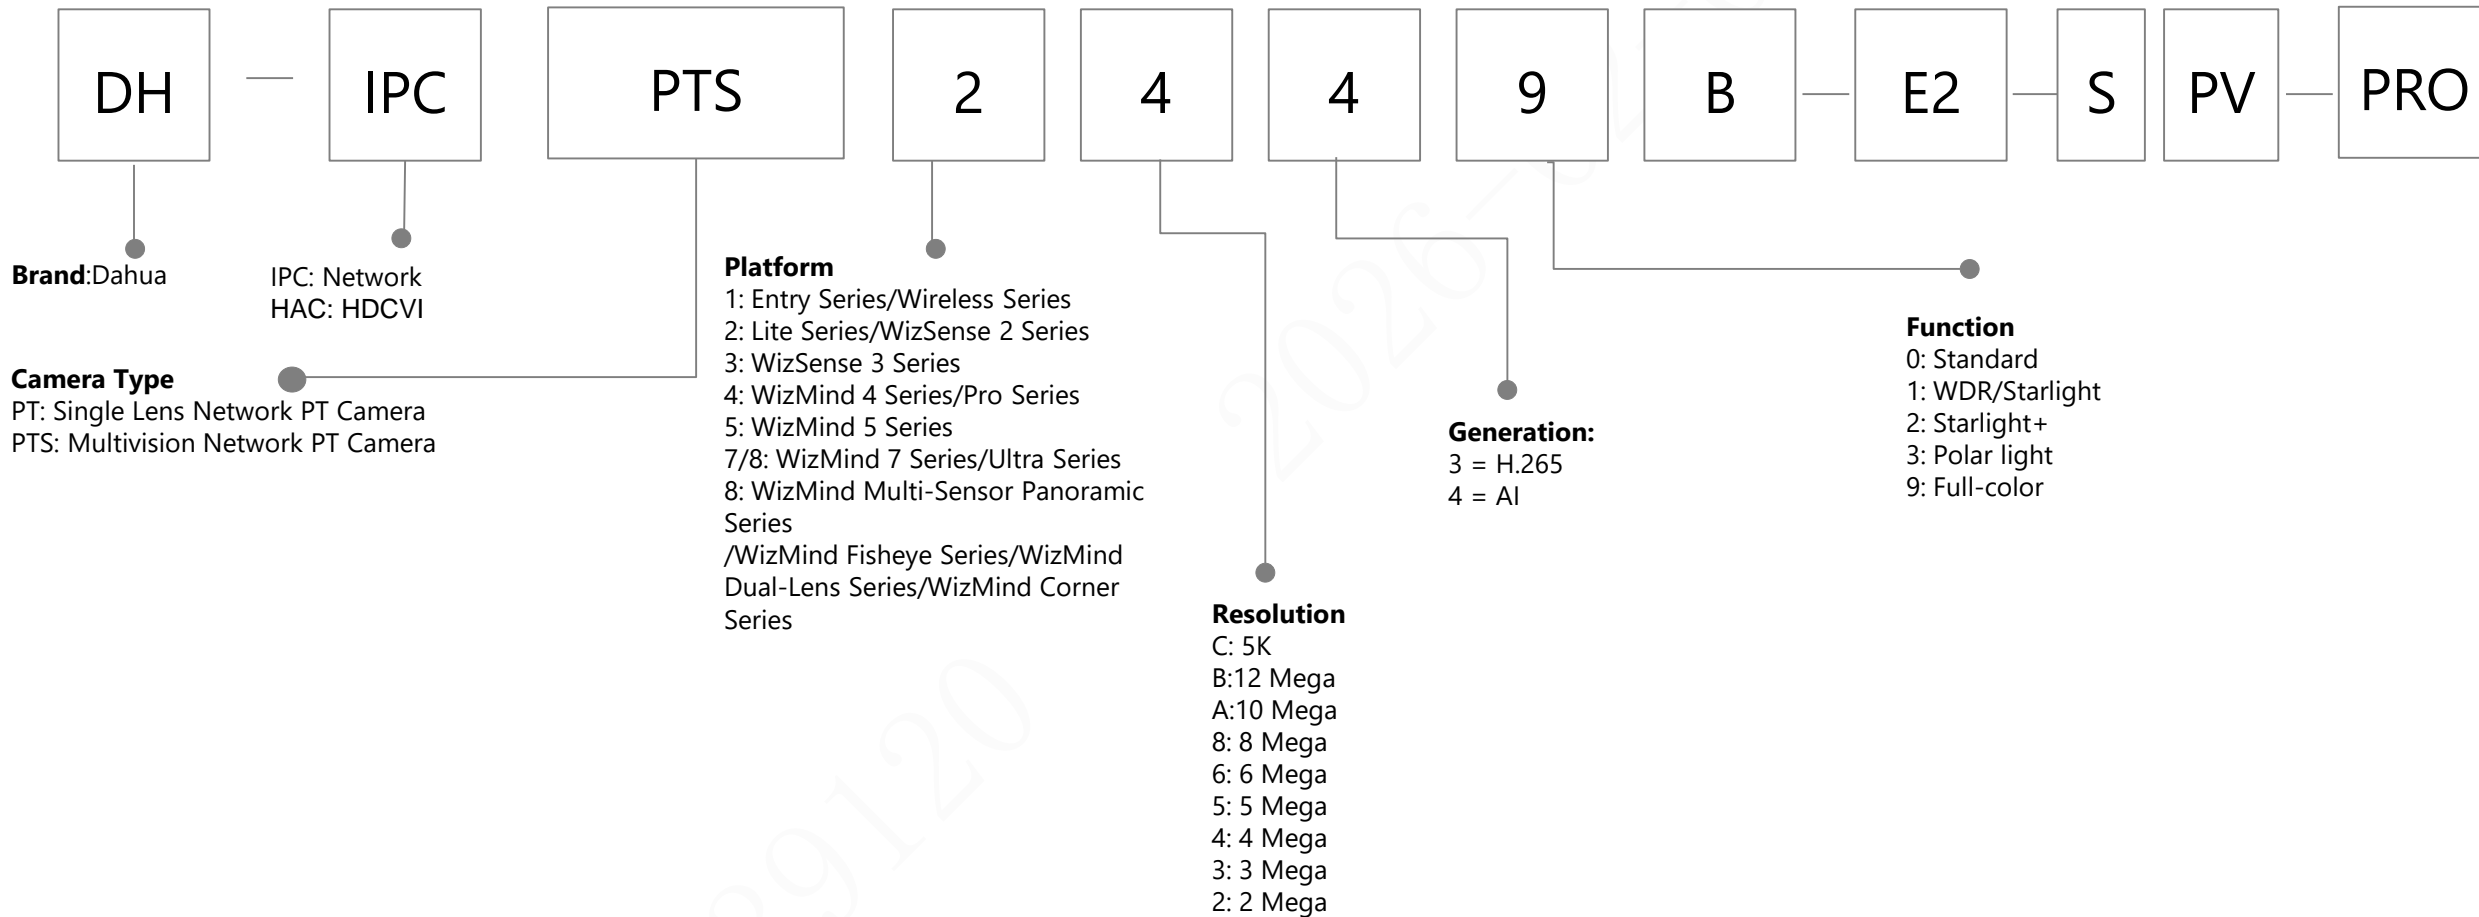 DH — IPC PTS 2 4 4 9 B — E2 — S PV — PRO
Brand:Dahua
IPC: Network
HAC: HDCVI
Camera Type
PT: Single Lens Network PT Camera
PTS: Multivision Network PT Camera
Platform
1: Entry Series/Wireless Series
2: Lite Series/WizSense 2 Series
3: WizSense 3 Series
4: WizMind 4 Series/Pro Series
5: WizMind 5 Series
7/8: WizMind 7 Series/Ultra Series
8: WizMind Multi-Sensor Panoramic
Series
/WizMind Fisheye Series/WizMind
Dual-Lens Series/WizMind Corner
Series
Resolution
C: 5K
B:12 Mega
A:10 Mega
8: 8 Mega
6: 6 Mega
5: 5 Mega
4: 4 Mega
3: 3 Mega
2: 2 Mega
Generation:
3 = H.265
4 = AI
Function
0: Standard
1: WDR/Starlight
2: Starlight+
3: Polar light
9: Full-color